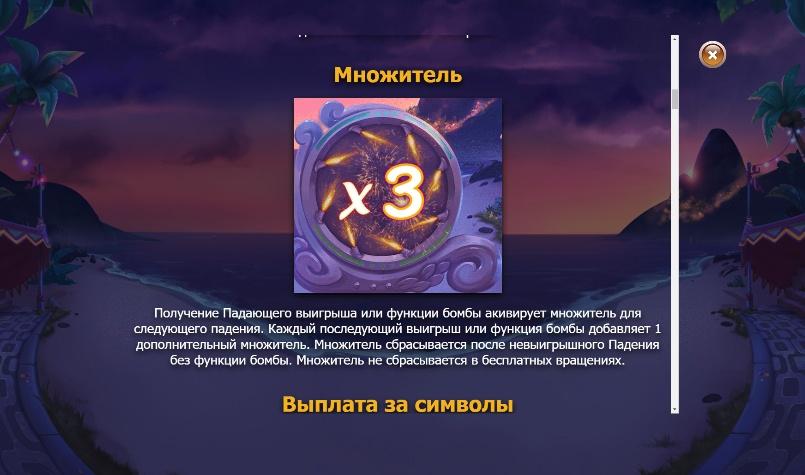 Множитель
x3
Получение Падающего выигрыша или функции бомбы акивирует множитель для
следующего падения. Каждый последующий выигрыш или функция бомбы добавляет 1
дополнительный множитель. Множитель сбрасывается после невыигрышного Падения
без функции бомбы. Множитель не сбрасывается в бесплатных вращениях.
Выплата за символы